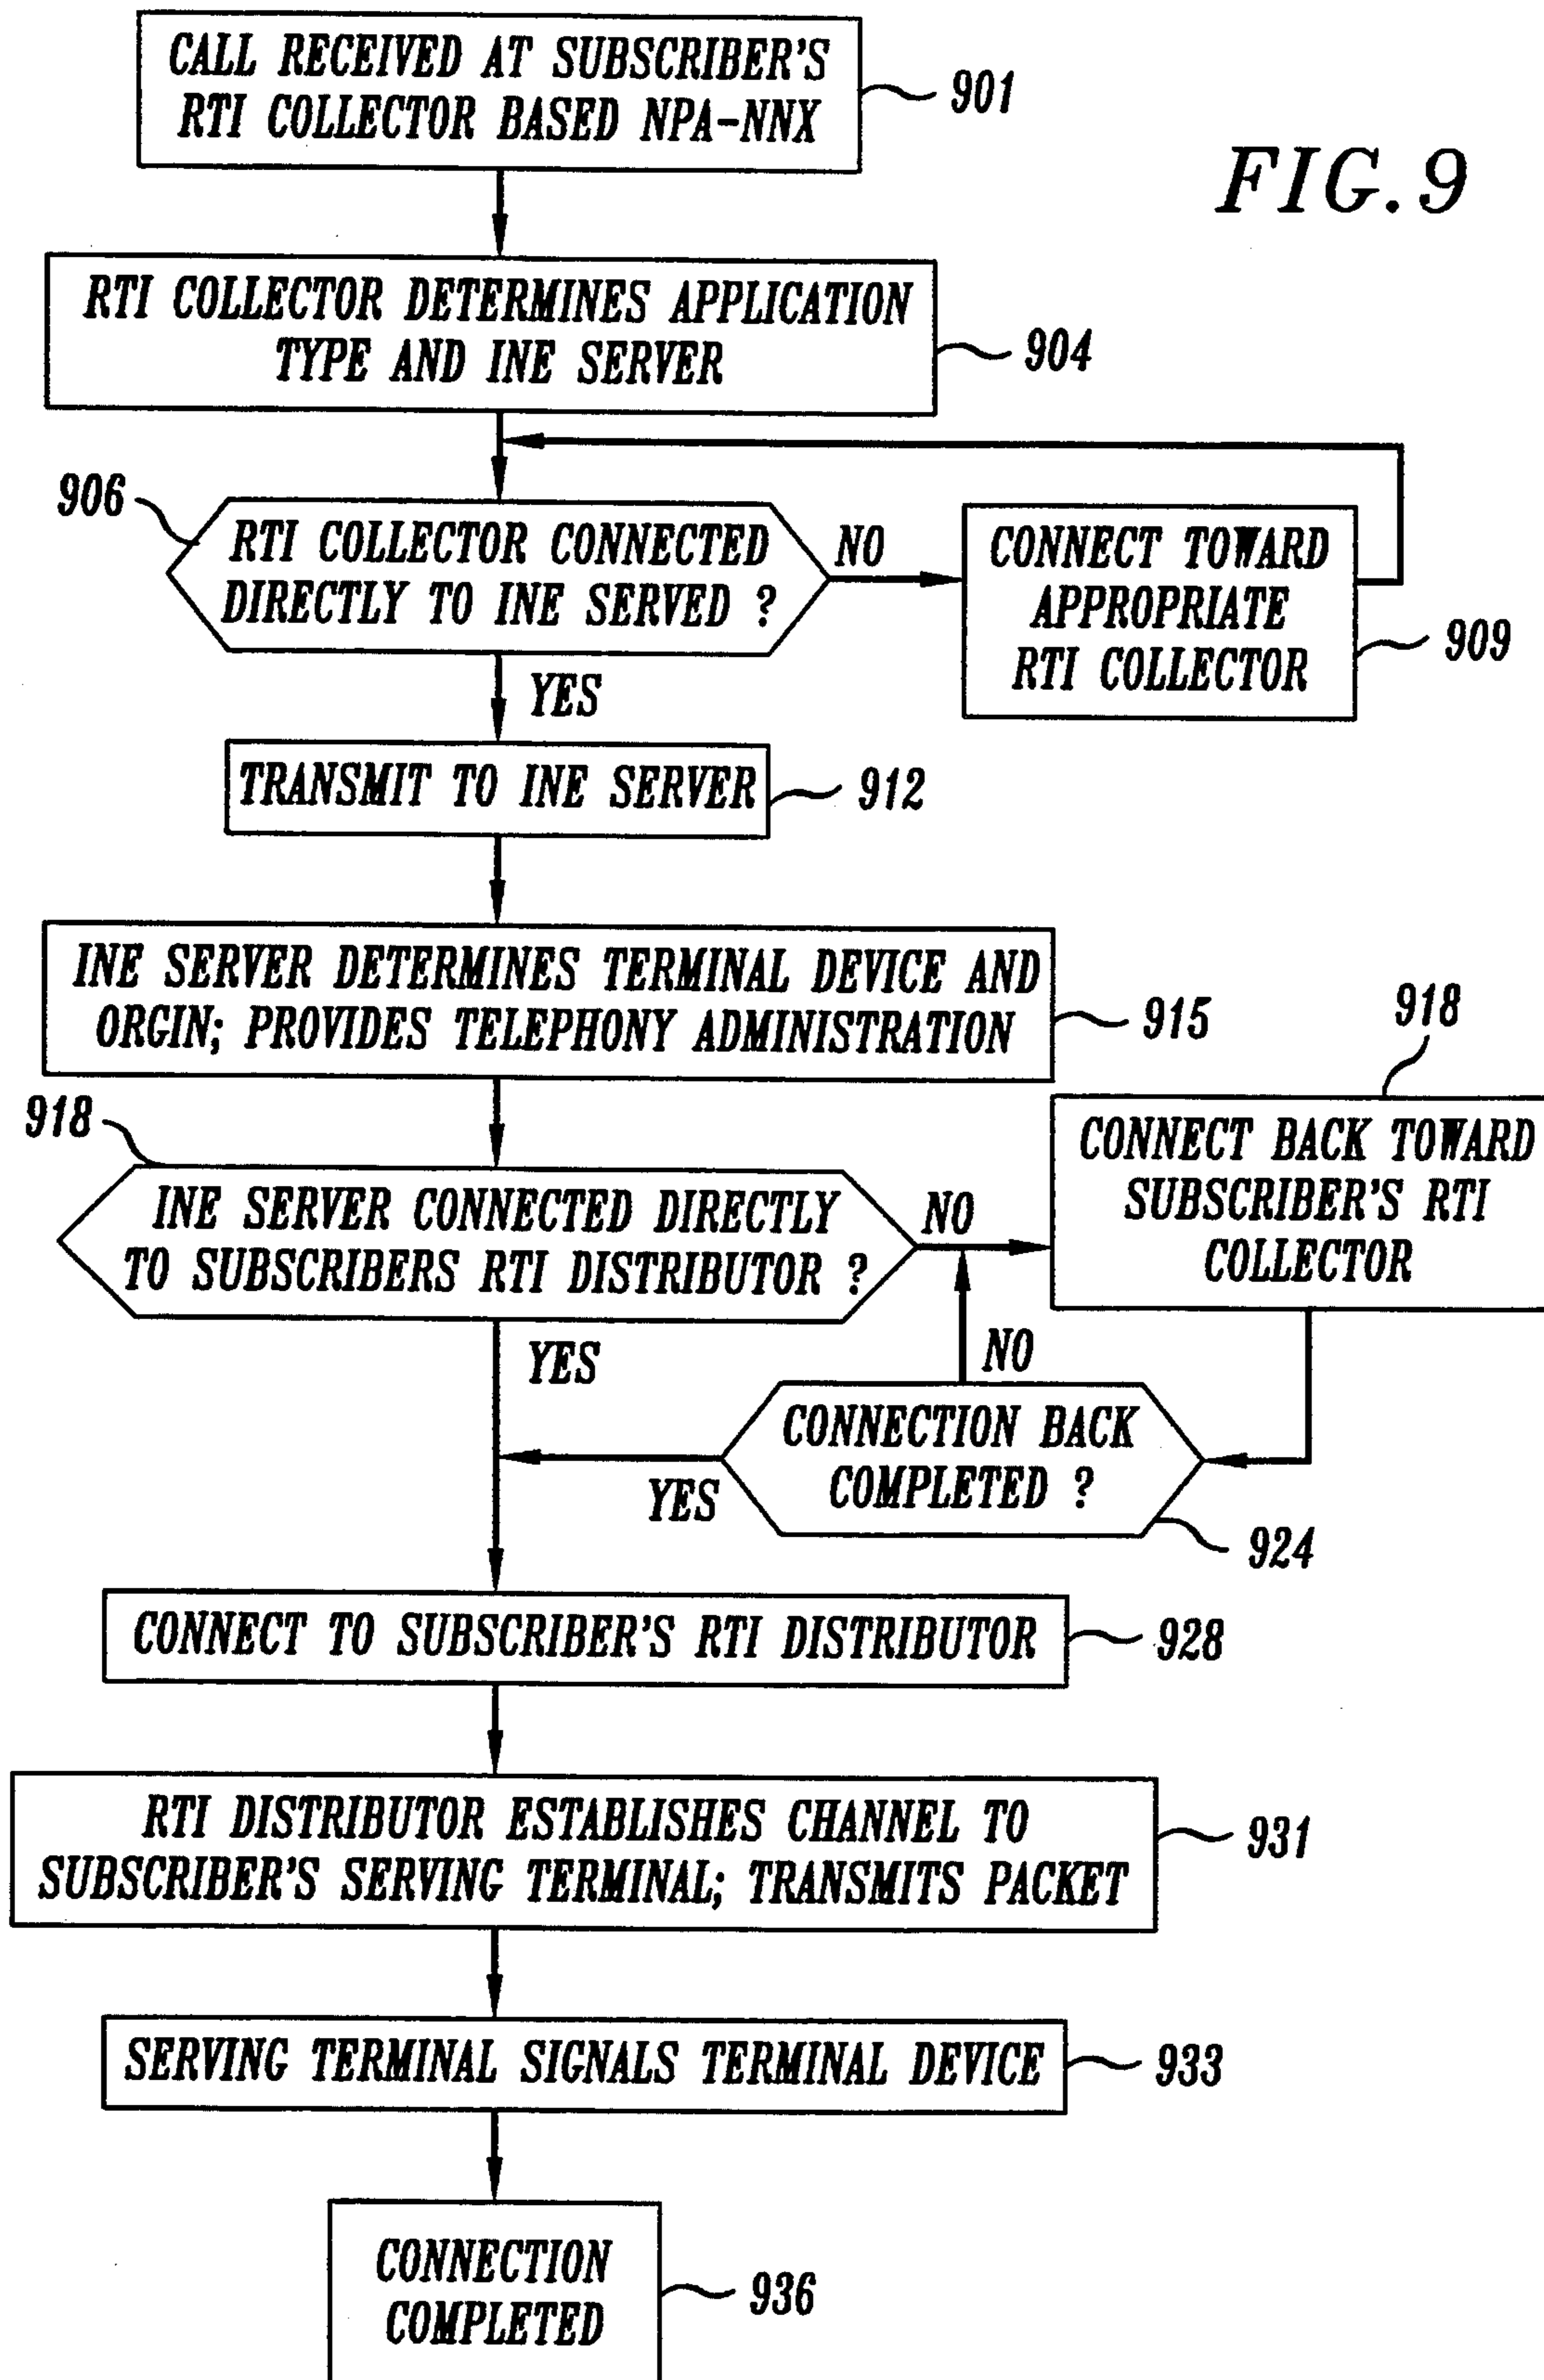 CALL RECEIVED AT SUBSCRIBER'S
RTI COLLECTOR BASED NPA-NNX
901
FIG. 9
RTI COLLECTOR DETERMINES APPLICATION
TYPE AND INE SERVER
904
906
RTI COLLECTOR CONNECTED
DIRECTLY TO INE SERVED ?
NO
CONNECT TOWARD
APPROPRIATE
RTI COLLECTOR
909
YES
TRANSMIT TO INE SERVER
912
INE SERVER DETERMINES TERMINAL DEVICE AND
ORGIN; PROVIDES TELEPHONY ADMINISTRATION
915
918
918
INE SERVER CONNECTED DIRECTLY
TO SUBSCRIBERS RTI DISTRIBUTOR ?
NO
CONNECT BACK TOWARD
SUBSCRIBER'S RTI
COLLECTOR
YES
NO
CONNECTION BACK
COMPLETED ?
YES
924
CONNECT TO SUBSCRIBER'S RTI DISTRIBUTOR
928
RTI DISTRIBUTOR ESTABLISHES CHANNEL TO
SUBSCRIBER'S SERVING TERMINAL; TRANSMITS PACKET
931
SERVING TERMINAL SIGNALS TERMINAL DEVICE
933
CONNECTION
COMPLETED
936